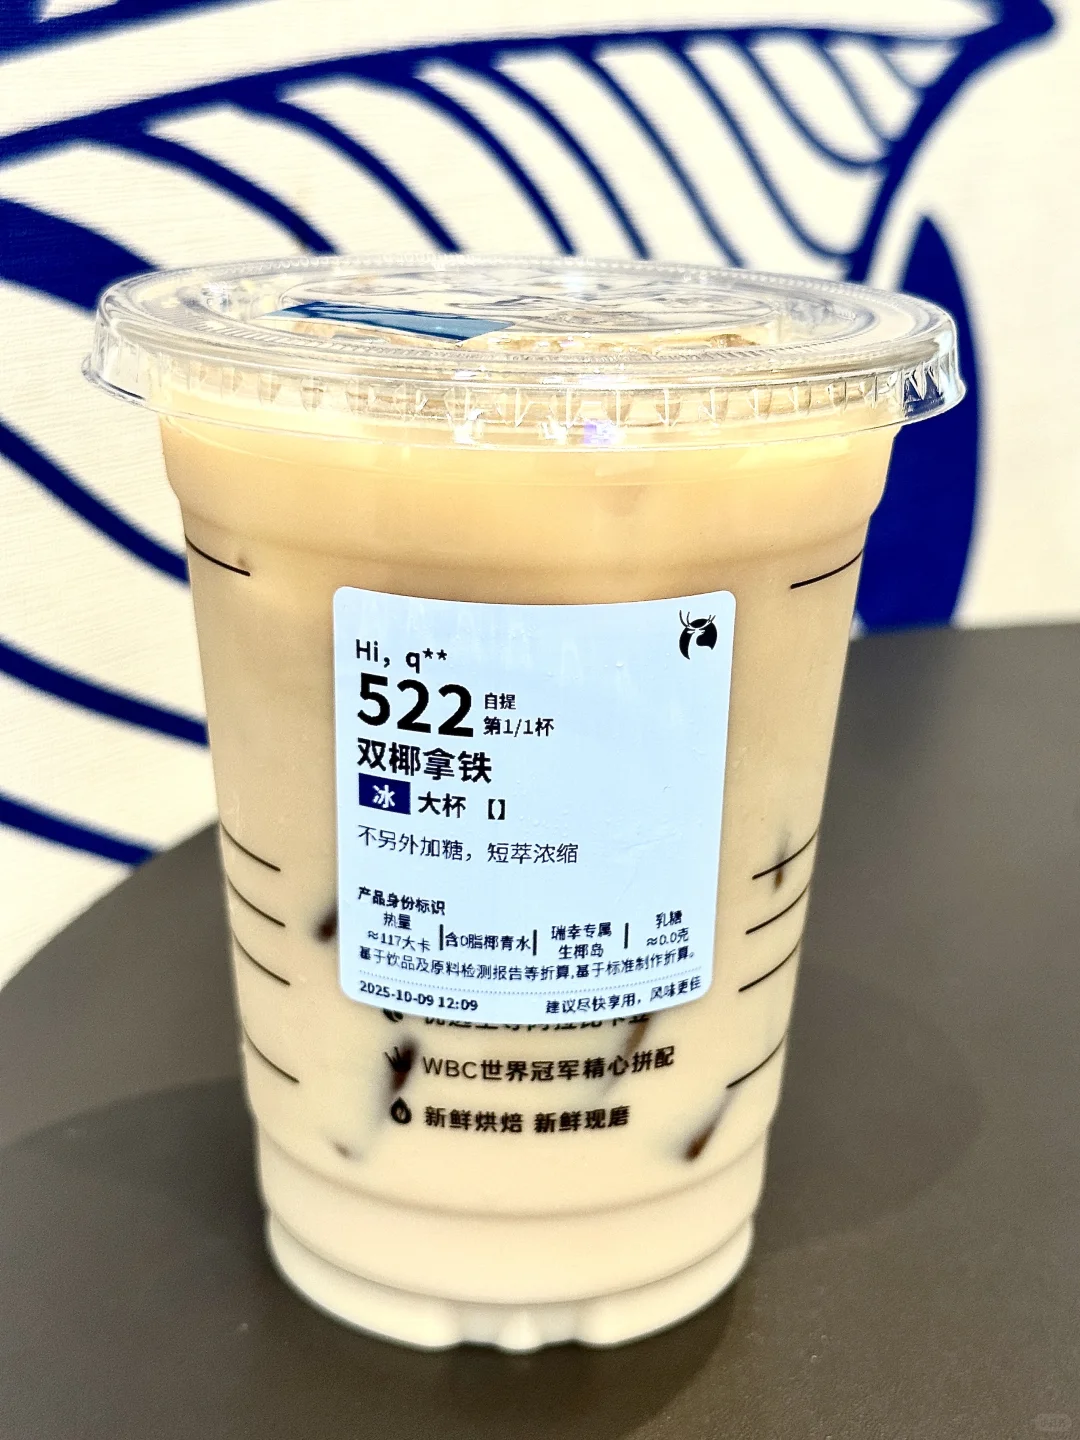 Hi，q**
522 自提
第1/1杯
双椰拿铁
冰 大杯 【】
不另外加糖，短萃浓缩
产品身份标识
热量
≈117大卡
含0脂椰青水
瑞幸专属
生椰岛
乳糖
≈0.0克
基于饮品及原料检测报告等折算,基于标准制作折算。
2025-10-09 12:09
建议尽快享用，风味更佳
WBC世界冠军精心拼配
新鲜烘焙 新鲜现磨